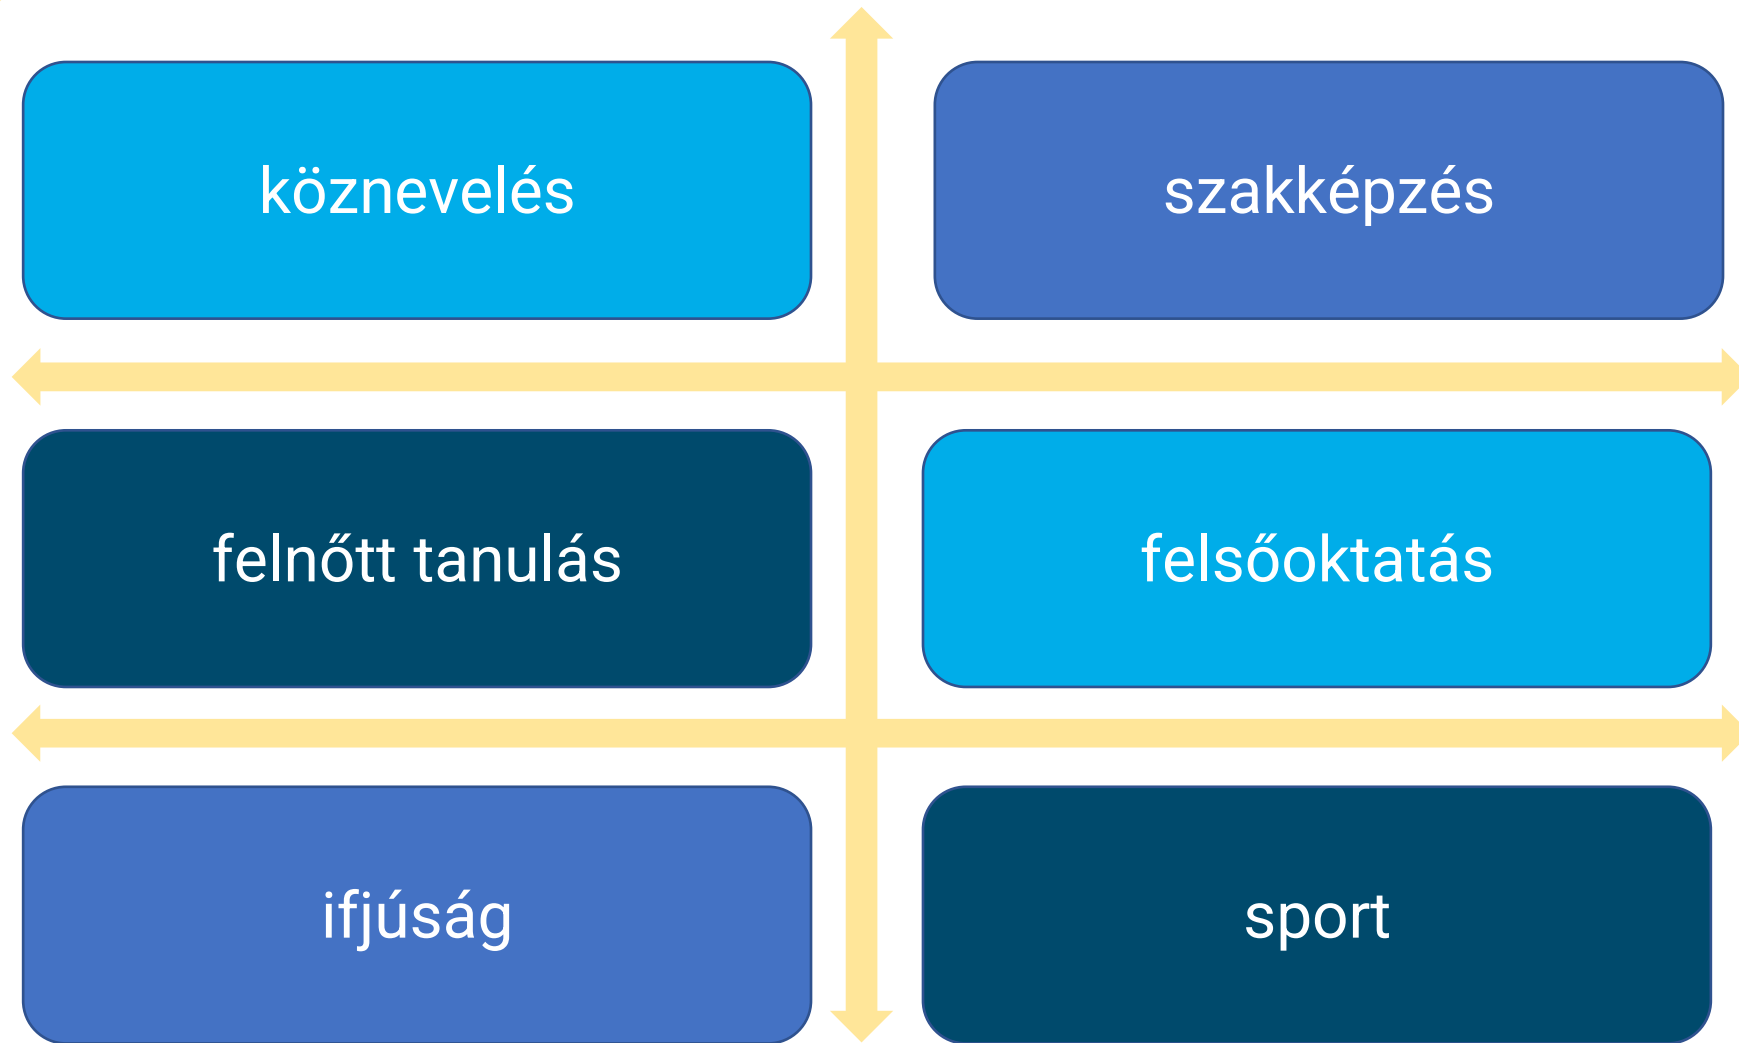 köznevelés
szakképzés
felnőtt tanulás
felsőoktatás
ifjúság
sport